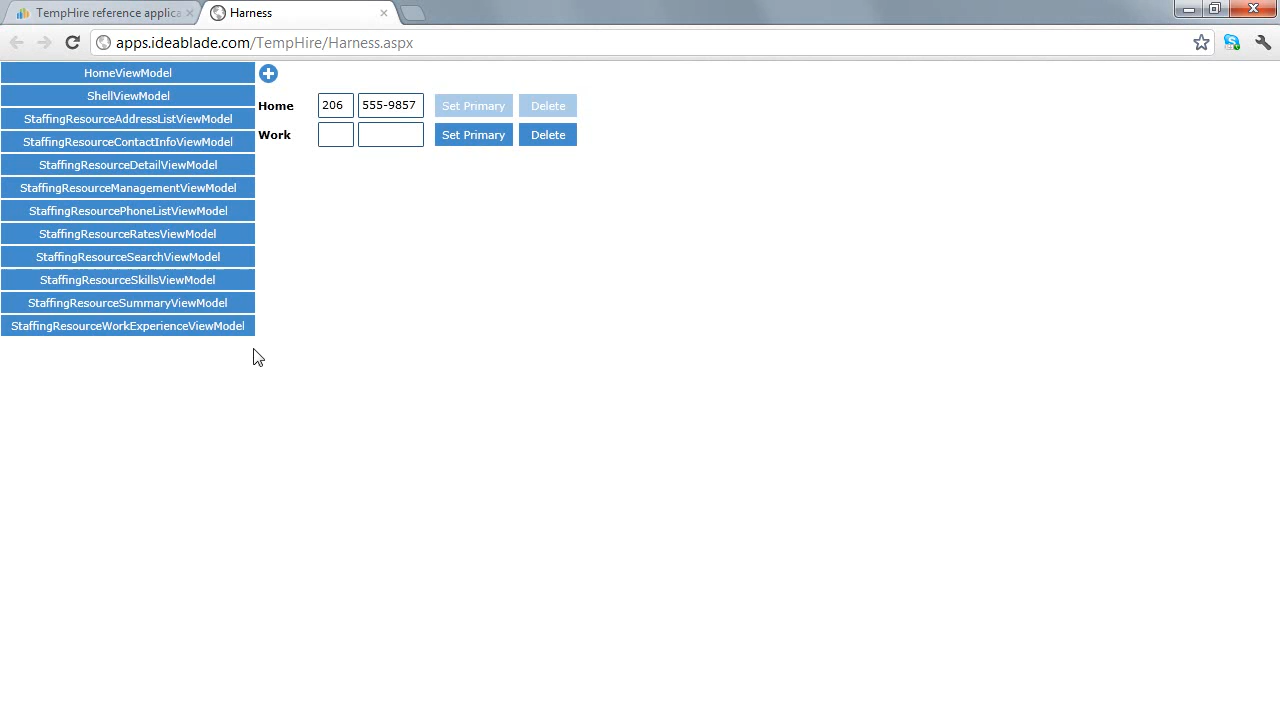 TempHire reference applica
Harness
apps.ideablade.com/TempHire/Harness.aspx
HomeViewModel
ShellViewModel
StaffingResourceAddressListViewModel
StaffingResourceContactInfoViewModel
StaffingResourceDetailViewModel
StaffingResourceManagementViewModel
StaffingResourcePhoneListViewModel
StaffingResourceRatesViewModel
StaffingResourceSearchViewModel
StaffingResourceSkillsViewModel
StaffingResourceSummaryViewModel
StaffingResourceWorkExperienceViewModel
Home 206 555-9857 Set Primary Delete
Work Set Primary Delete